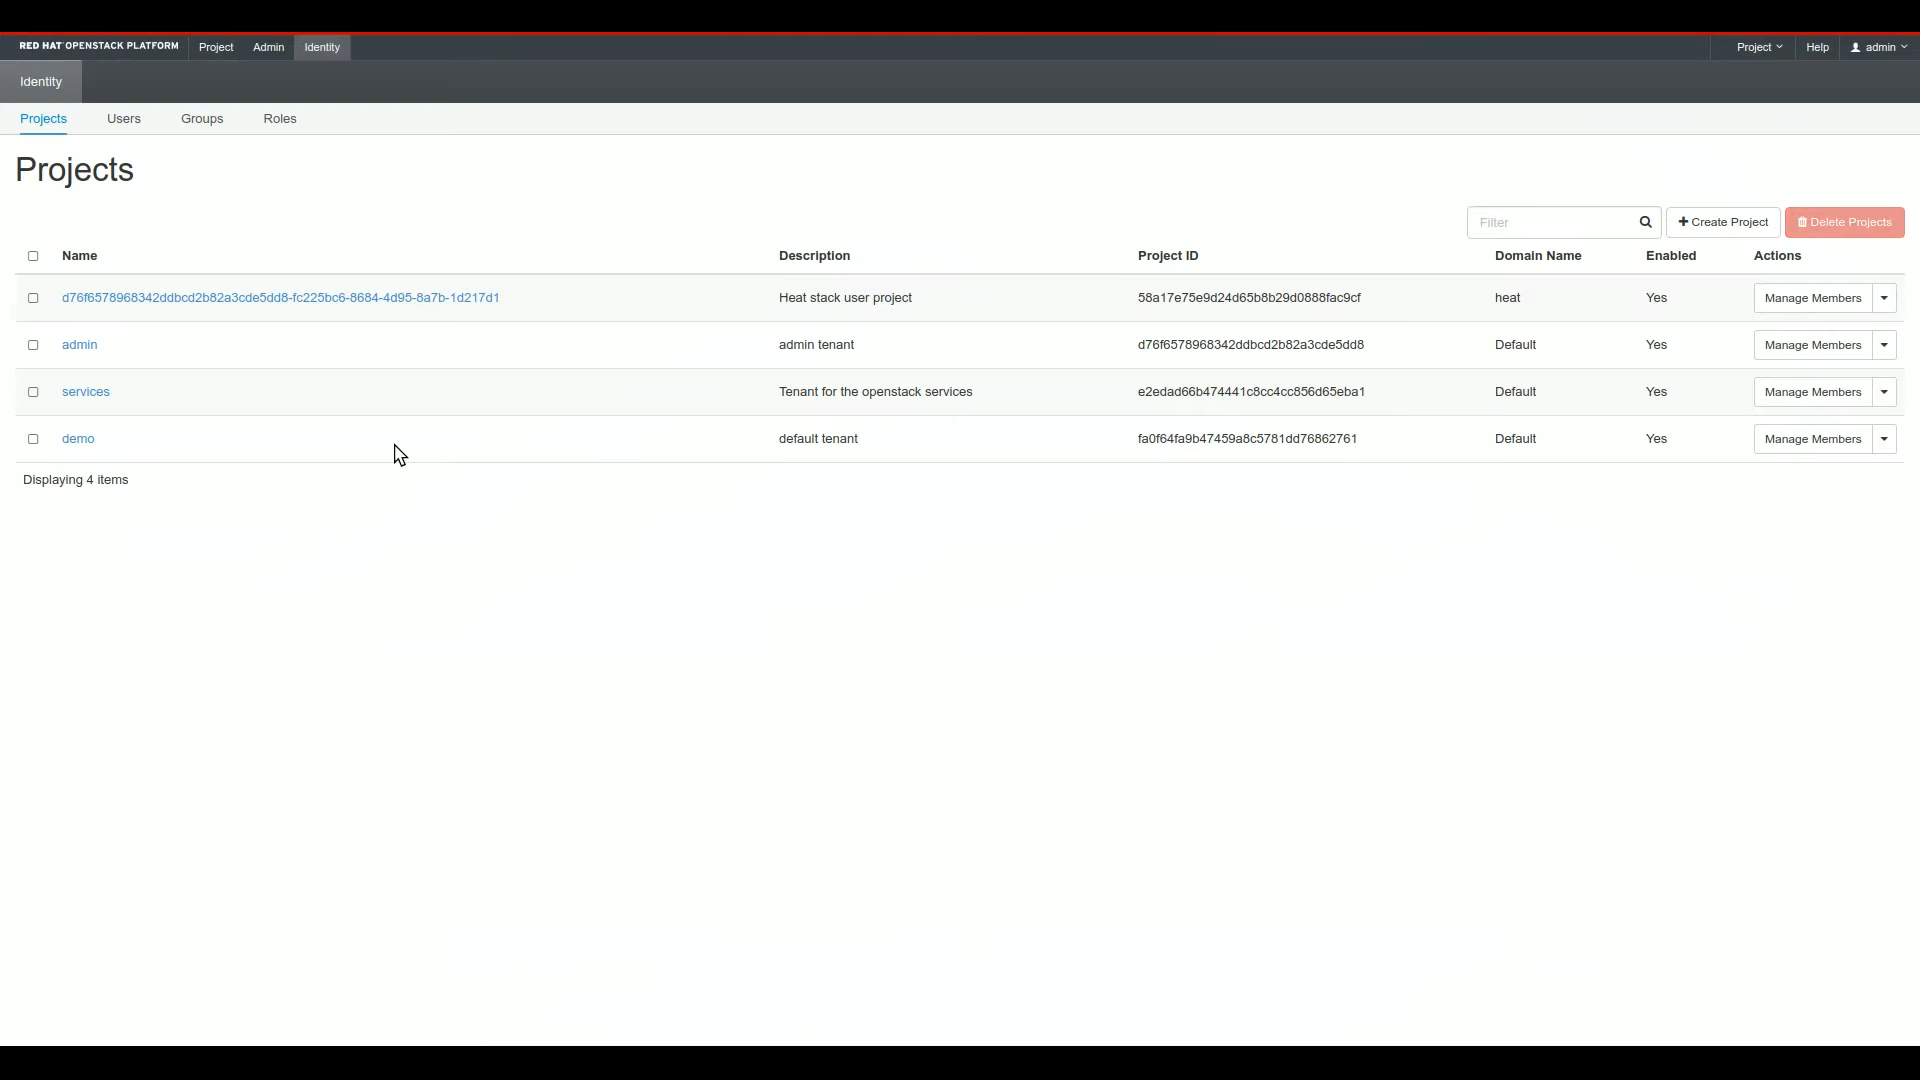 RED HAT OPENSTACK PLATFORM Project Admin Identity Project Help admin
Identity
Projects Users Groups Roles
Projects
Filter Create Project Delete Projects
Name Description Project ID Domain Name Enabled Actions
d76f6578968342ddbcd2b82a3cde5dd8-fc225bc6-8684-4d95-8a7b-1d217d1 Heat stack user project 58a17e75e9d24d65b8b29d0888fac9cf heat Yes Manage Members
admin admin tenant d76f6578968342ddbcd2b82a3cde5dd8 Default Yes Manage Members
services Tenant for the openstack services e2edad66b474441c8cc4cc856d65eba1 Default Yes Manage Members
demo default tenant fa0f64fa9b47459a8c5781dd76862761 Default Yes Manage Members
Displaying 4 items